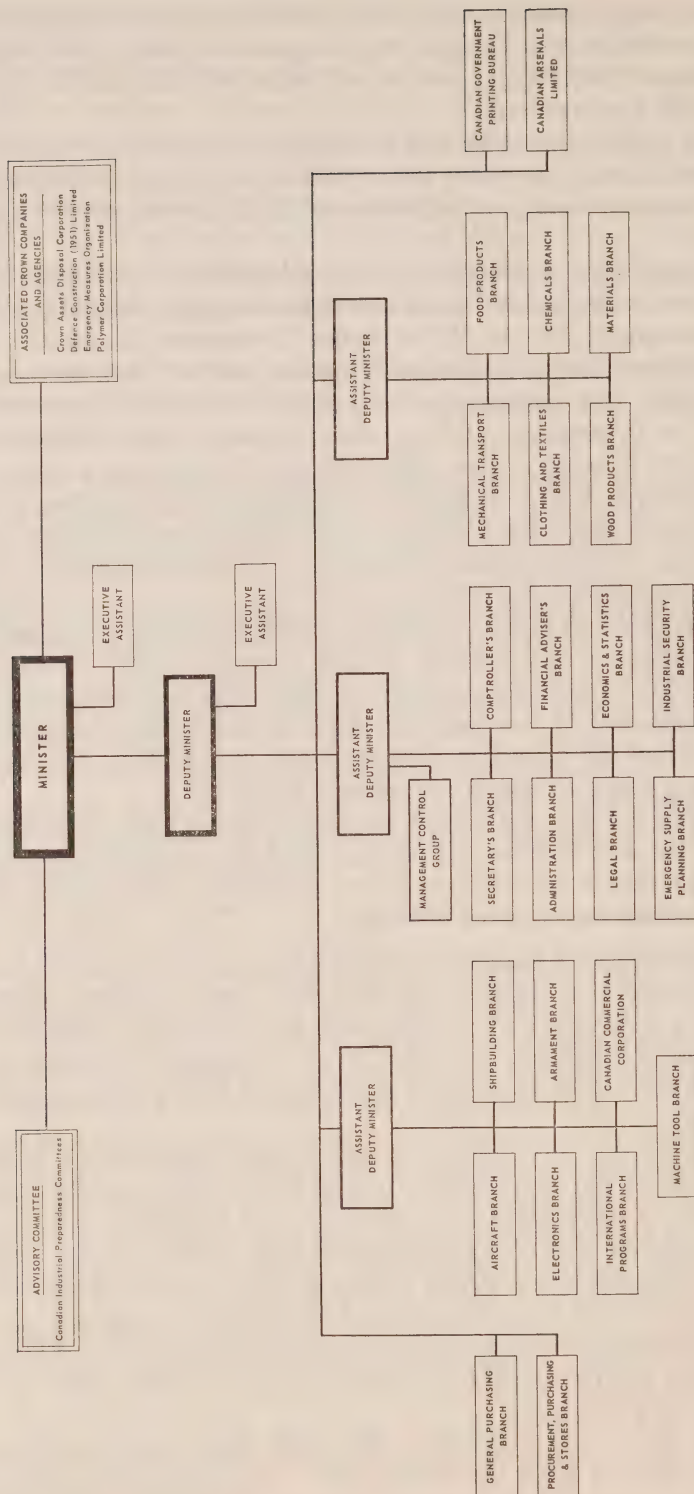 ADVISORY COMMITTEE
Canadian Industrial Preparedness Committees
MINISTER
ASSOCIATED CROWN COMPANIES
AND AGENCIES
Crown Assets Disposal Corporation
Defence Construction (1951) Limited
Emergency Measures Organization
Polymer Corporation Limited
EXECUTIVE
ASSISTANT
DEPUTY MINISTER
EXECUTIVE
ASSISTANT
ASSISTANT
DEPUTY MINISTER
ASSISTANT
DEPUTY MINISTER
ASSISTANT
DEPUTY MINISTER
GENERAL PURCHASING
BRANCH
PROCUREMENT, PURCHASING
& STORES BRANCH
AIRCRAFT BRANCH
SHIPBUILDING BRANCH
ELECTRONICS BRANCH
ARMAMENT BRANCH
INTERNATIONAL
PROGRAMS BRANCH
CANADIAN COMMERCIAL
CORPORATION
MACHINE TOOL BRANCH
MANAGEMENT CONTROL
GROUP
SECRETARY'S BRANCH
COMPTROLLER'S BRANCH
ADMINISTRATION BRANCH
FINANCIAL ADVISER'S
BRANCH
LEGAL BRANCH
ECONOMICS & STATISTICS
BRANCH
EMERGENCY SUPPLY
PLANNING BRANCH
INDUSTRIAL SECURITY
BRANCH
MECHANICAL TRANSPORT
BRANCH
FOOD PRODUCTS
BRANCH
CLOTHING AND TEXTILES
BRANCH
CHEMICALS BRANCH
WOOD PRODUCTS BRANCH
MATERIALS BRANCH
CANADIAN GOVERNMENT
PRINTING BUREAU
CANADIAN ARSENALS
LIMITED